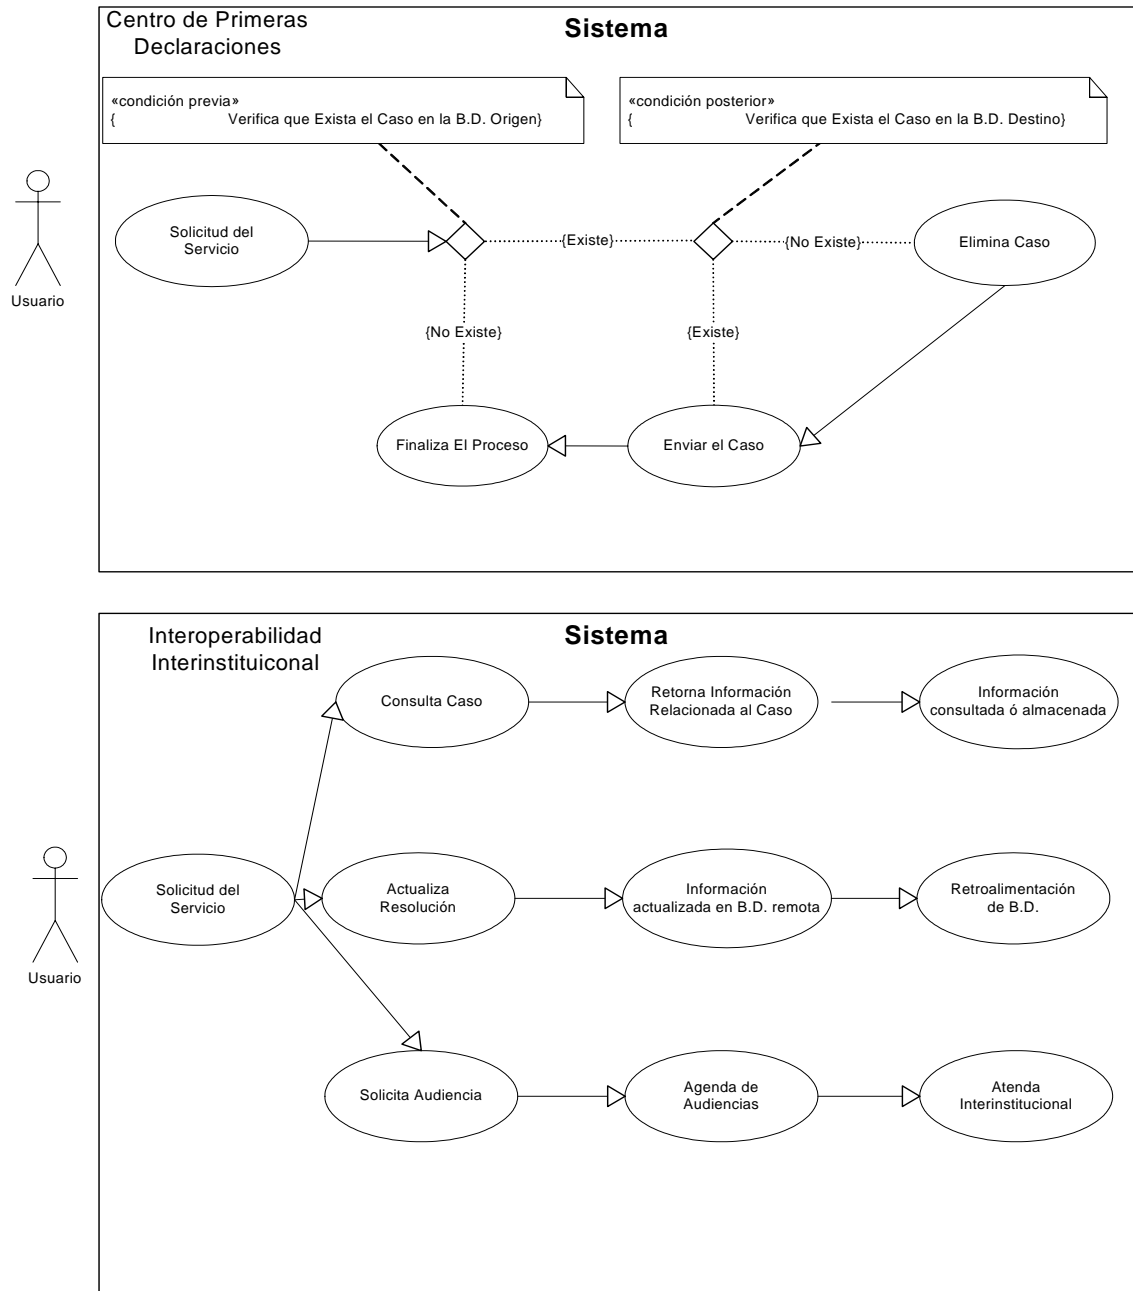 Centro de Primeras
Declaraciones
Sistema
«condición previa»
{ Verifica que Exista el Caso en la B.D. Origen}
«condición posterior»
{ Verifica que Exista el Caso en la B.D. Destino}
Usuario
Solicitud del
Servicio
{Existe}
{No Existe}
Elimina Caso
{No Existe}
{Existe}
Finaliza El Proceso
Enviar el Caso
Interoperabilidad
Interinstituiconal
Sistema
Consulta Caso
Retorna Información
Relacionada al Caso
Información
consultada ó almacenada
Usuario
Solicitud del
Servicio
Actualiza
Resolución
Información
actualizada en B.D. remota
Retroalimentación
de B.D.
Solicita Audiencia
Agenda de
Audiencias
Atenda
Interinstitucional